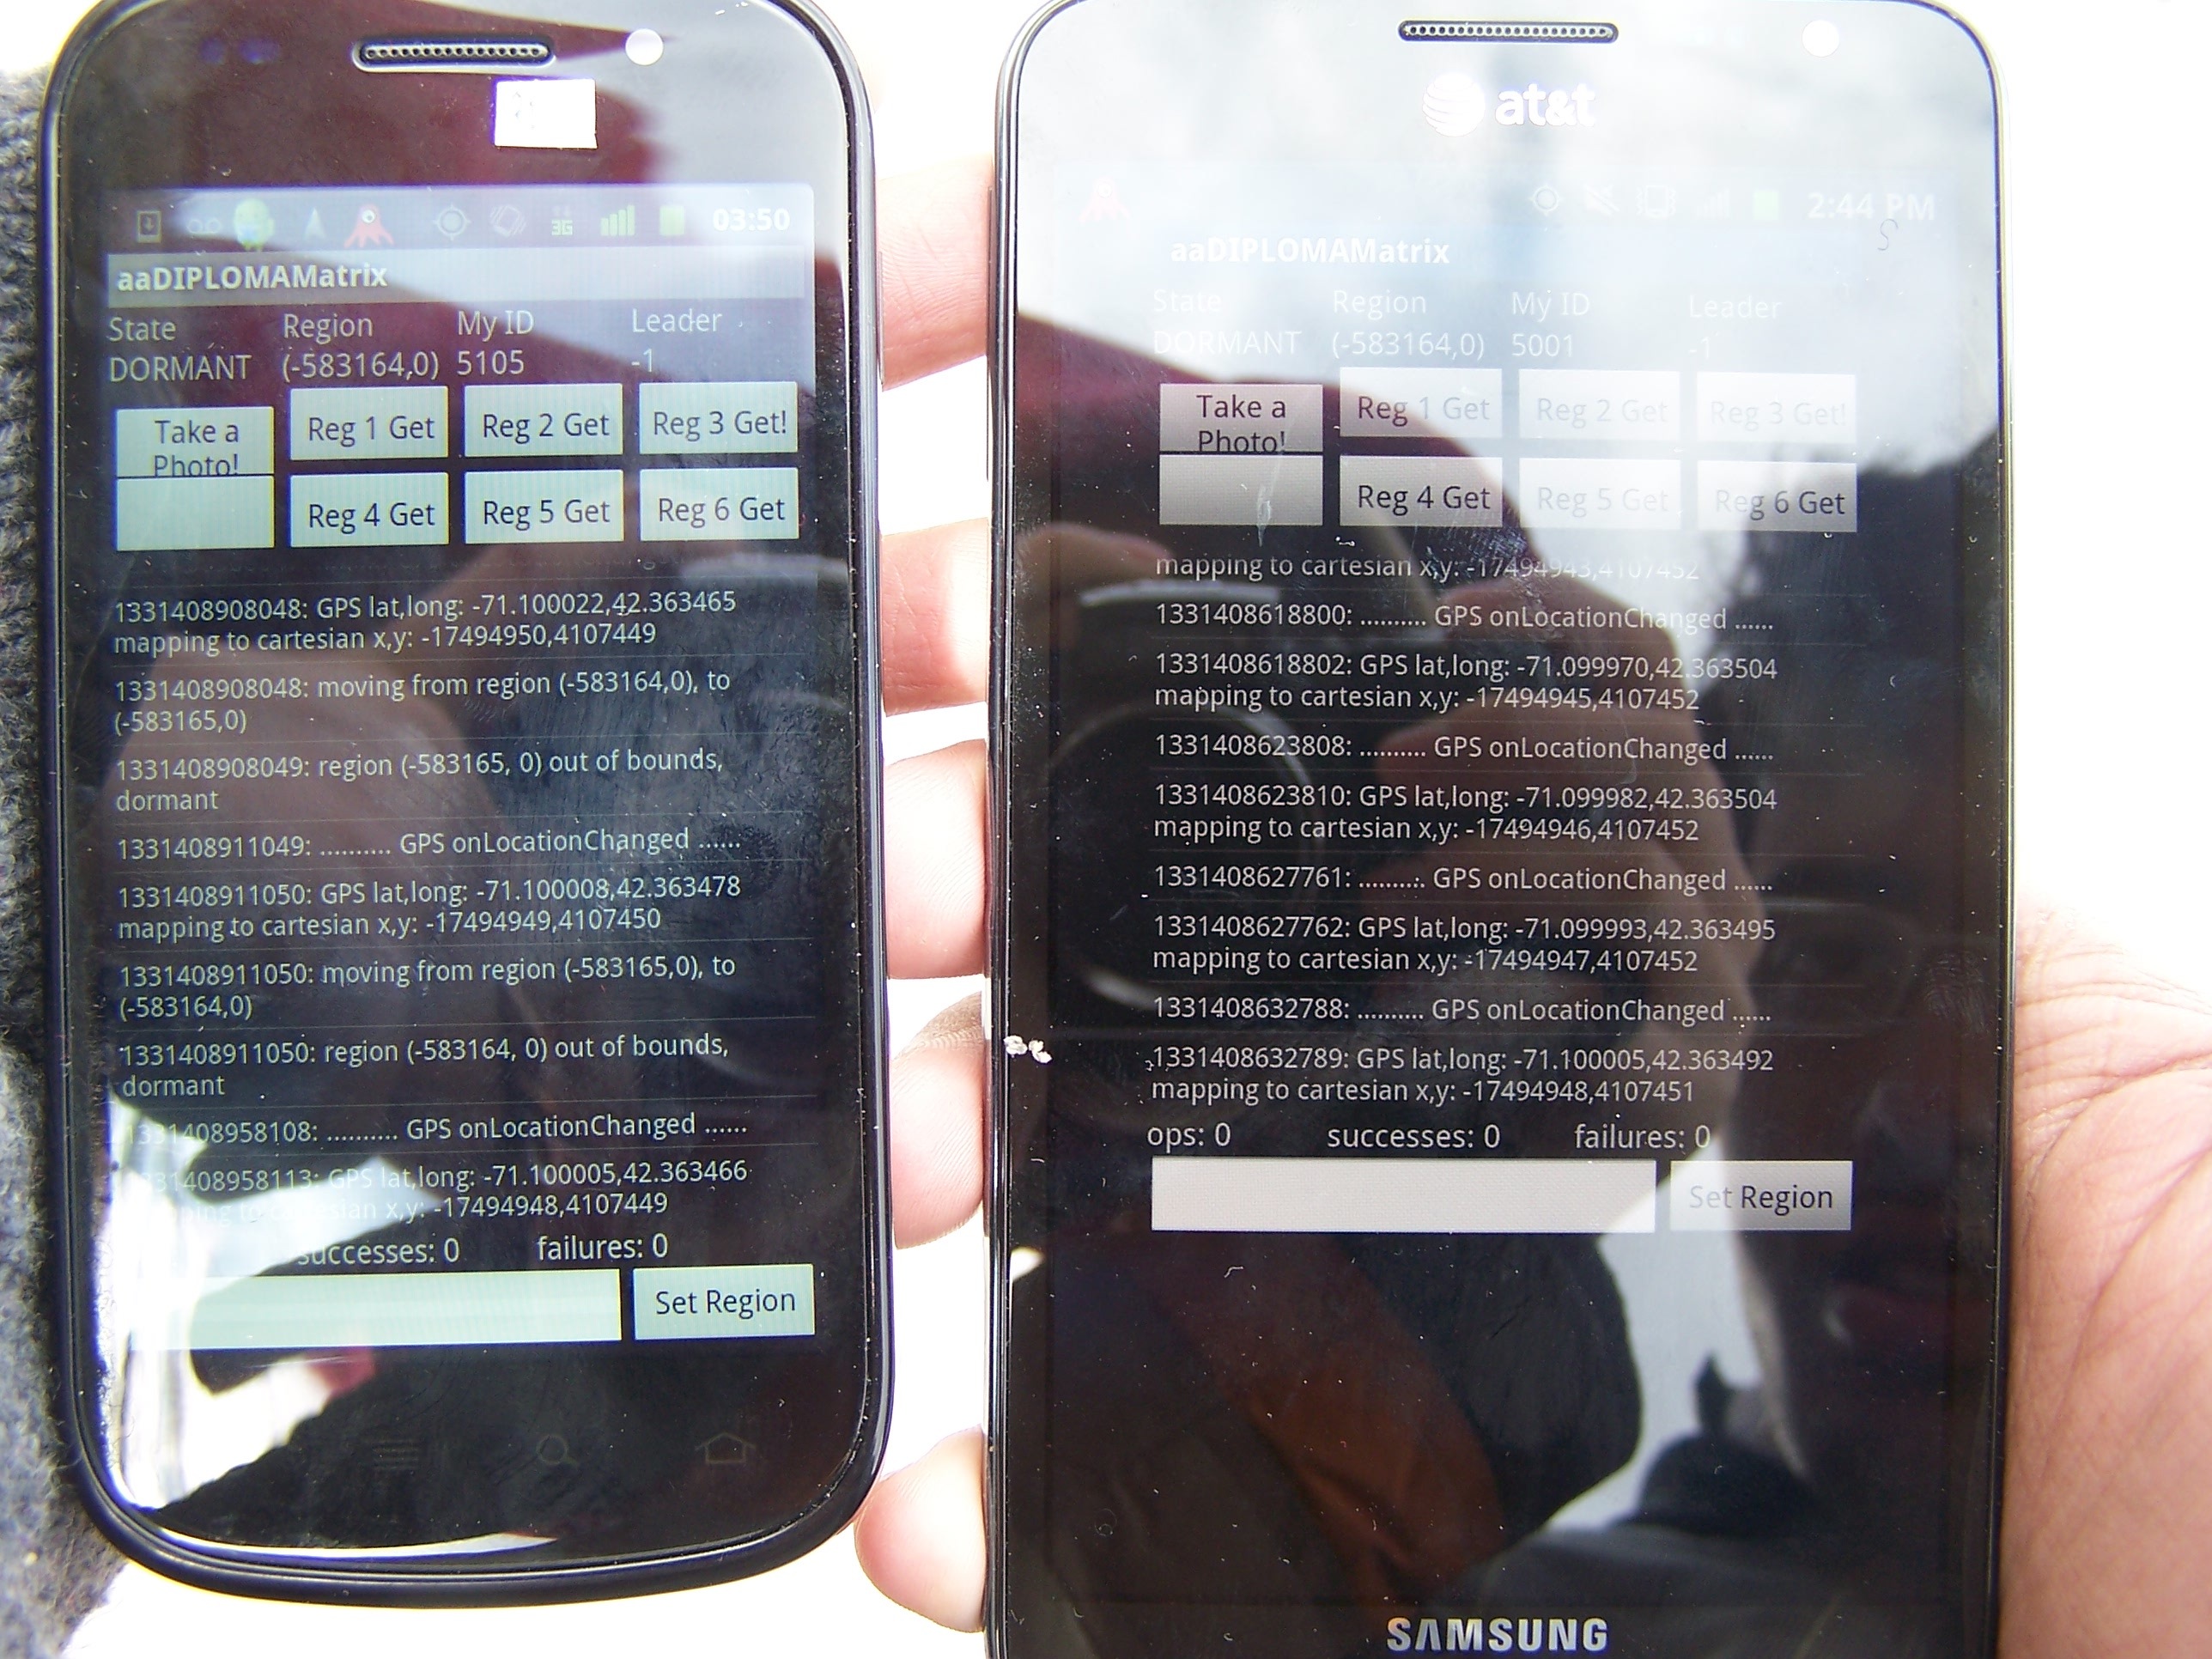 3G 03:50
aaDIPLOMAMatrix
State Region My ID Leader
DORMANT (-583164,0) 5105 -1
Take a Photo! Reg 1 Get Reg 2 Get Reg 3 Get!
Reg 4 Get Reg 5 Get Reg 6 Get
1331408908048: GPS lat,long: -71.100022,42.363465
mapping to cartesian x,y: -17494950,4107449
1331408908048: moving from region (-583164,0), to
(-583165,0)
1331408908049: region (-583165, 0) out of bounds,
dormant
1331408911049: .......... GPS onLocationChanged ......
1331408911050: GPS lat,long: -71.100008,42.363478
mapping to cartesian x,y: -17494949,4107450
1331408911050: moving from region (-583165,0), to
(-583164,0)
1331408911050: region (-583164, 0) out of bounds,
dormant
1331408958108: .......... GPS onLocationChanged ......
1331408958113: GPS lat,long: -71.100005,42.363466
mapping to cartesian x,y: -17494948,4107449
successes: 0 failures: 0
Set Region
at&t
2:44 PM
aaDIPLOMAMatrix
State Region My ID Leader
DORMANT (-583164,0) 5001 -1
Take a Photo! Reg 1 Get Reg 2 Get Reg 3 Get!
Reg 4 Get Reg 5 Get Reg 6 Get
mapping to cartesian x,y: -17494943,4107452
1331408618800: .......... GPS onLocationChanged ......
1331408618802: GPS lat,long: -71.099970,42.363504
mapping to cartesian x,y: -17494945,4107452
1331408623808: .......... GPS onLocationChanged ......
1331408623810: GPS lat,long: -71.099982,42.363504
mapping to cartesian x,y: -17494946,4107452
1331408627761: .......... GPS onLocationChanged ......
1331408627762: GPS lat,long: -71.099993,42.363495
mapping to cartesian x,y: -17494947,4107452
1331408632788: .......... GPS onLocationChanged ......
1331408632789: GPS lat,long: -71.100005,42.363492
mapping to cartesian x,y: -17494948,4107451
ops: 0 successes: 0 failures: 0
Set Region
SAMSUNG